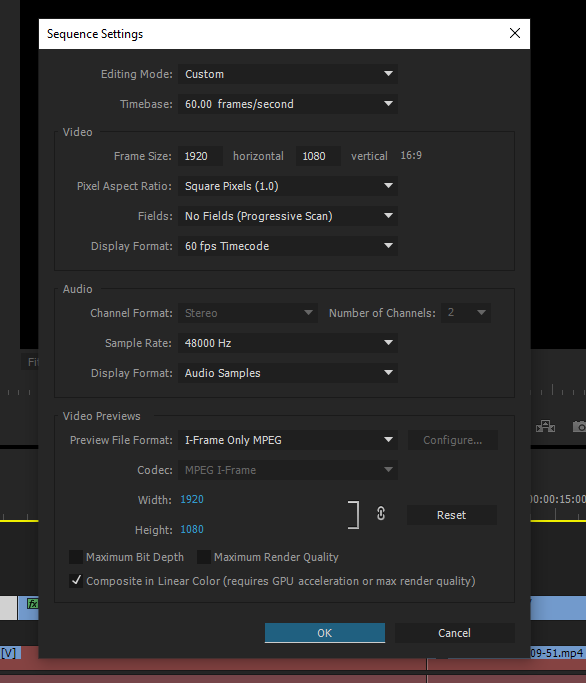 Sequence Settings
Editing Mode: Custom
Timebase: 60.00 frames/second
Video
Frame Size: 1920 horizontal 1080 vertical 16:9
Pixel Aspect Ratio: Square Pixels (1.0)
Fields: No Fields (Progressive Scan)
Display Format: 60 fps Timecode
Audio
Channel Format: Stereo Number of Channels: 2
Sample Rate: 48000 Hz
Display Format: Audio Samples
Fi
Video Previews
Preview File Format: I-Frame Only MPEG Configure...
Codec: MPEG I-Frame
Width: 1920
00:00:15:00
Reset
Height: 1080
Maximum Bit Depth Maximum Render Quality
Composite in Linear Color (requires GPU acceleration or max render quality)
fx
OK Cancel
[V] 09-51.mp4